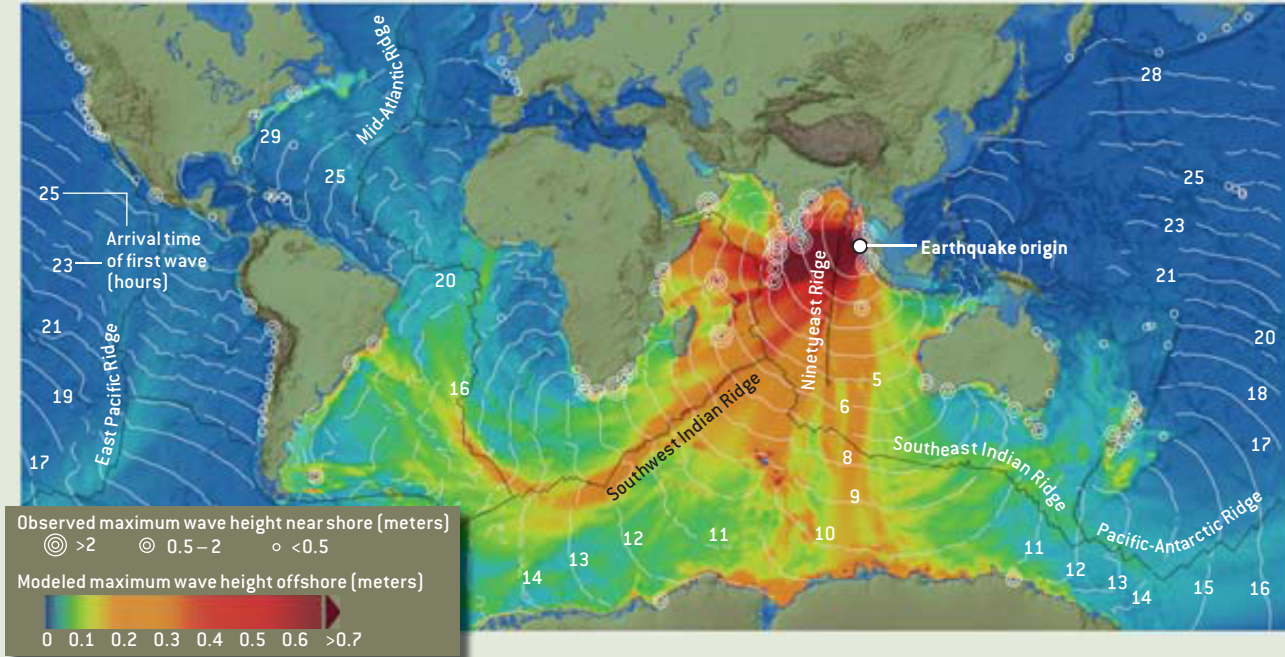 Mid-Atlantic Ridge
28
29
25
25
25
Arrival time
of first wave
(hours)
23
23
Earthquake origin
20
21
Ninetyeast Ridge
21
20
East Pacific Ridge
16
5
19
6
18
Southwest Indian Ridge
17
8
Southeast Indian Ridge
17
9
Pacific-Antarctic Ridge
10
11
12
13
14
11
12
13
14
15
16
Observed maximum wave height near shore (meters)
>2 0.5–2 <0.5
Modeled maximum wave height offshore (meters)
0 0.1 0.2 0.3 0.4 0.5 0.6 >0.7